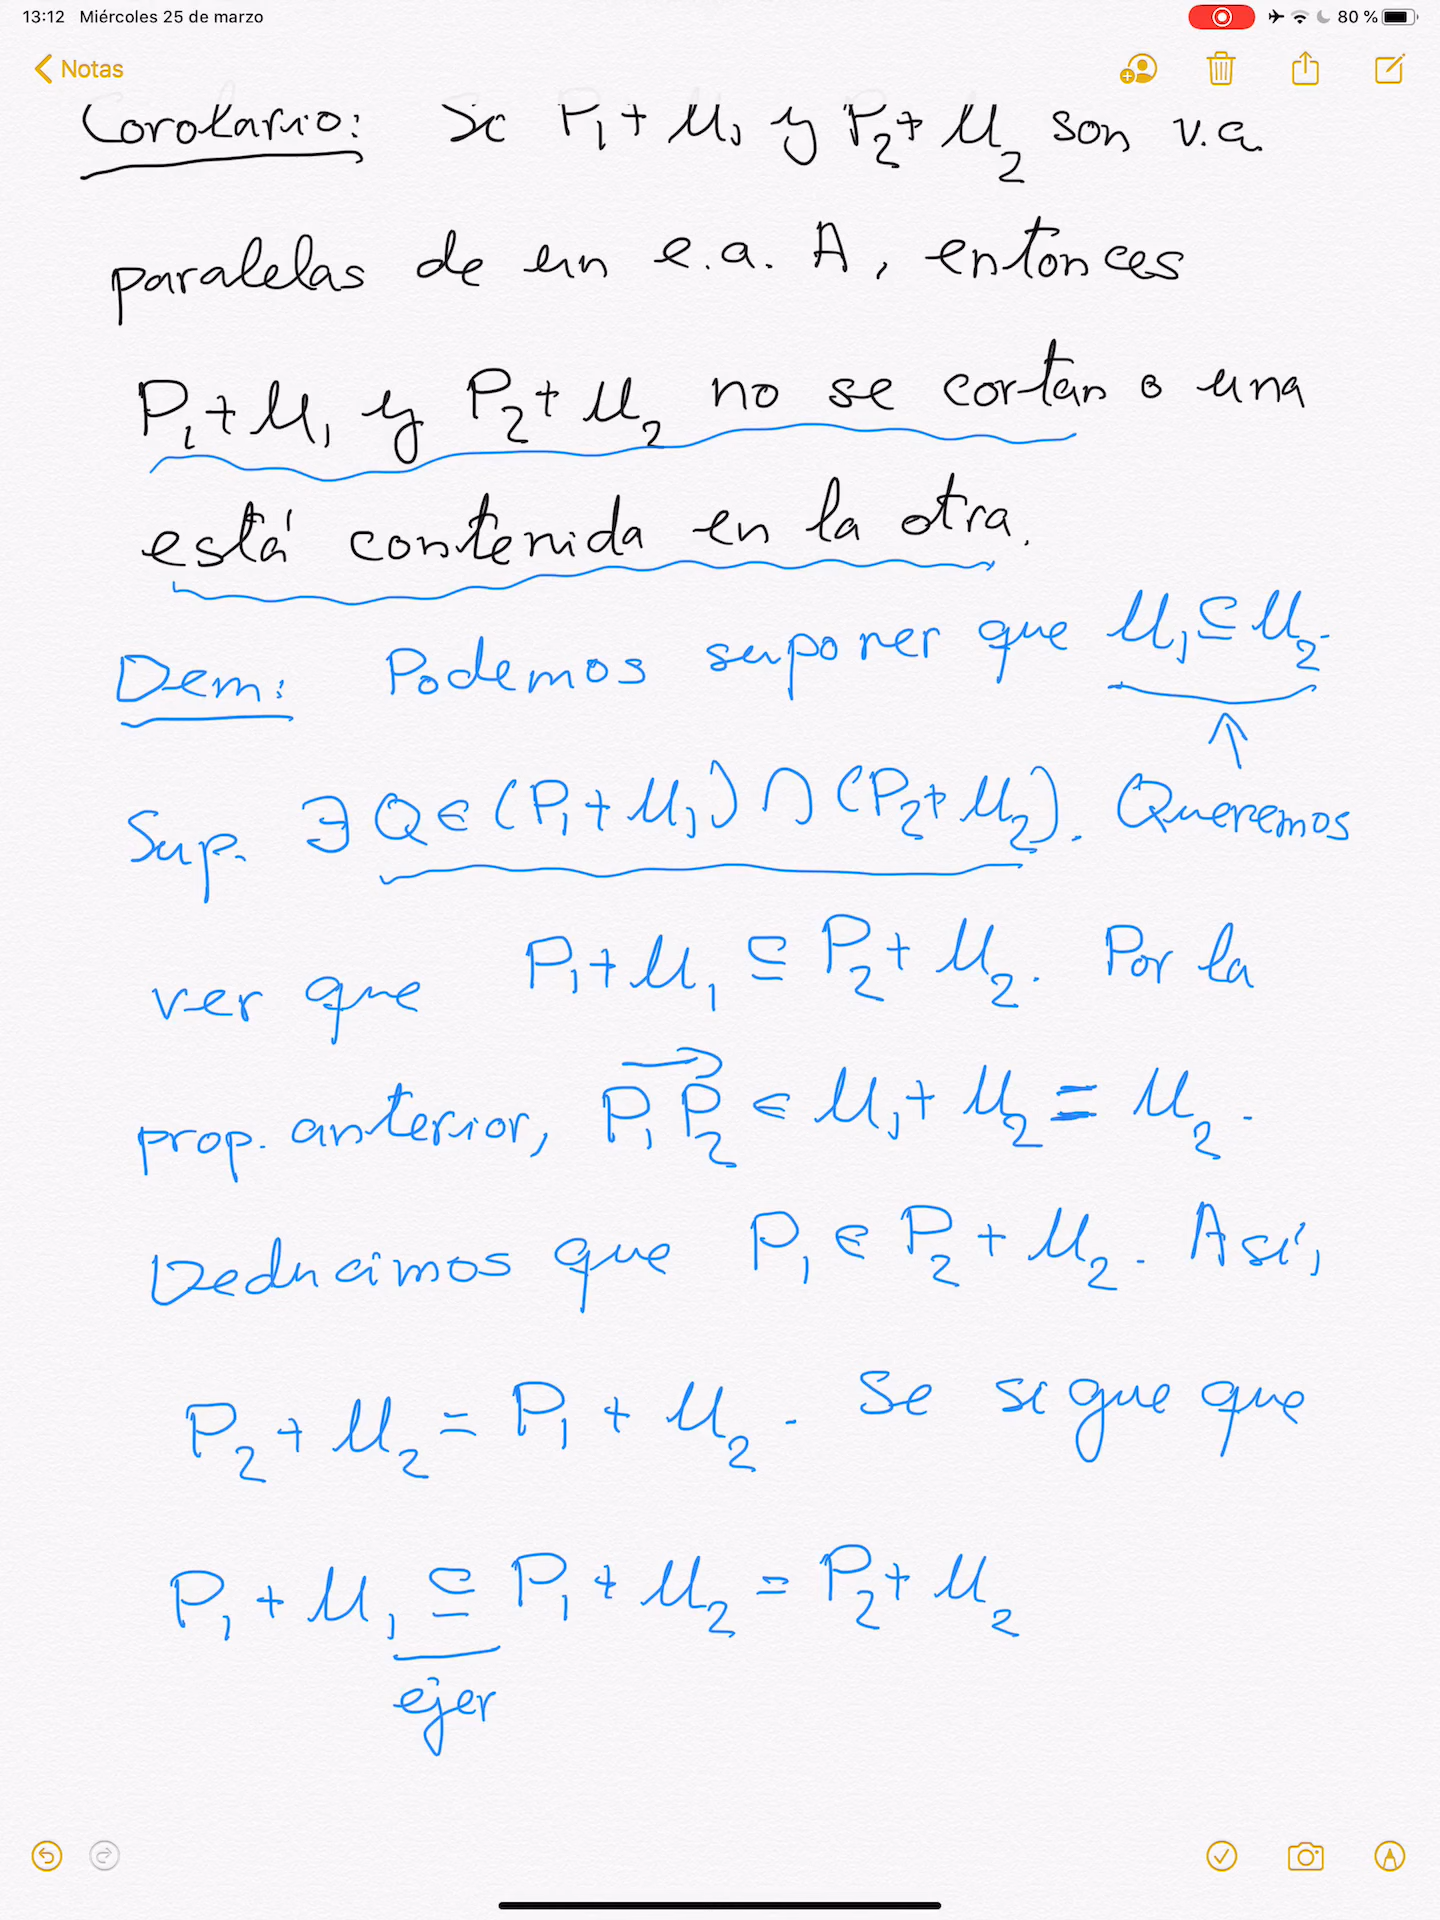 13:12 Miércoles 25 de marzo 80 %
Notas
Corolario: Si P₁ + U₁ y P₂ + U₂ son v.a.
paralelas de un e.a. A, entonces
P₁ + U₁ y P₂ + U₂ no se cortan o una
está contenida en la otra.
Dem: Podemos suponer que U₁ ⊆ U₂.
↑
Sup. ∃ Q ∈ (P₁ + U₁) ∩ (P₂ + U₂). Queremos
ver que P₁ + U₁ ⊆ P₂ + U₂. Por la
prop. anterior, P₁P₂⃗ ∈ U₁ + U₂ = U₂.
Deducimos que P₁ ∈ P₂ + U₂. Así,
P₂ + U₂ = P₁ + U₂. Se sigue que
P₁ + U₁ ⊆ P₁ + U₂ = P₂ + U₂
ejer